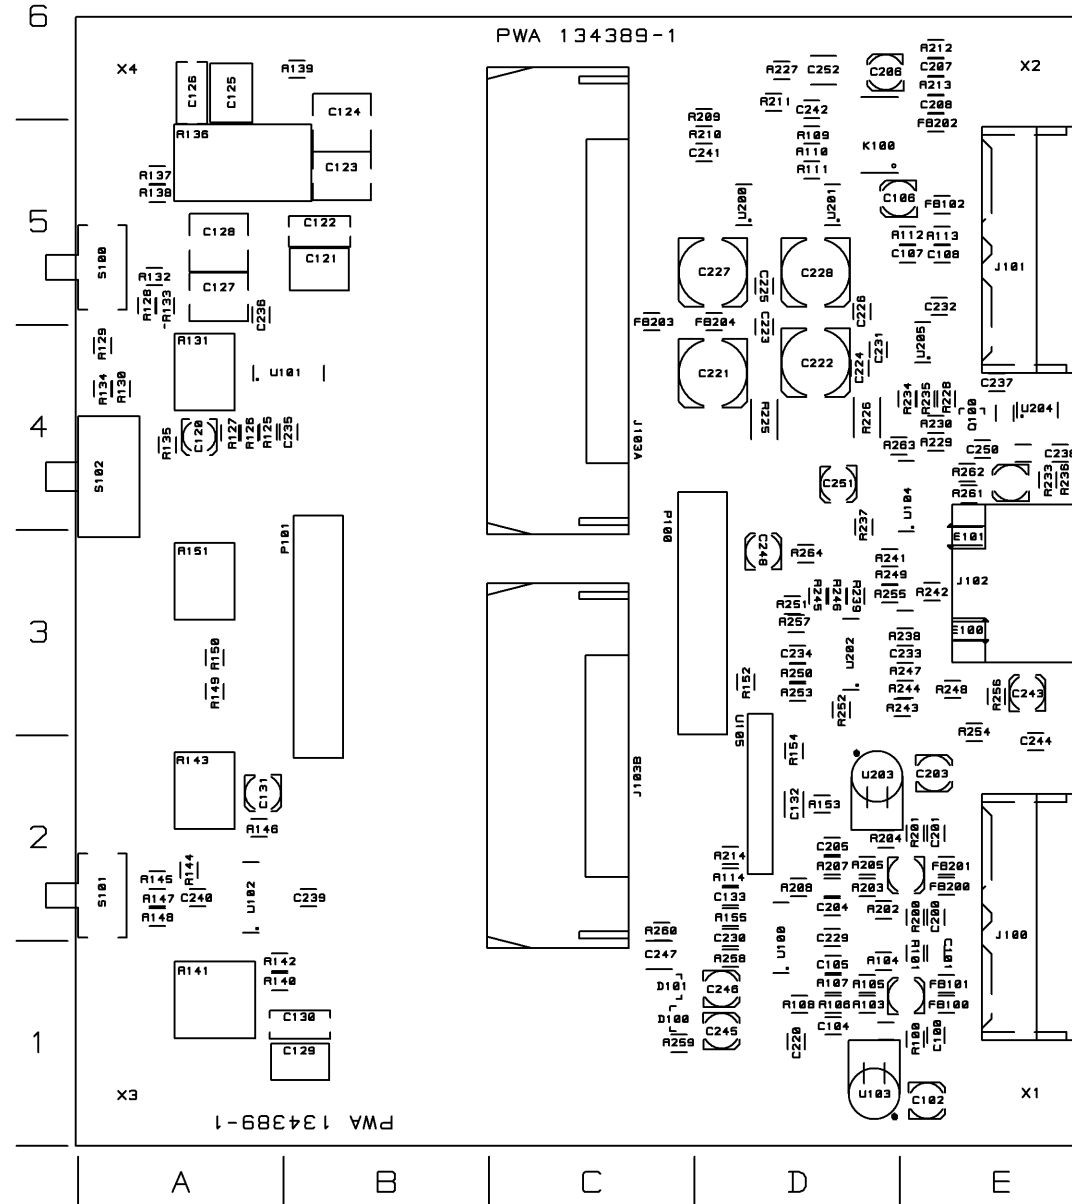 6
PWA 134389-1
X4
C126
C125
R139
C124
R136
C123
R137
R138
R227
C252
C206
R212
C207
R213
C208
FB202
X2
R211
C242
R209
R210
C241
R109
R110
R111
K100
5
C128
C122
C121
S100
R132
C127
R128
R133
C236
U200
U201
C106
FB102
R112
R113
C107
C108
J101
C227
C228
C225
C226
C232
FB203
FB204
C223
R129
R131
U101
R134
R130
C221
C222
C224
C231
U205
C237
4
R135
C120
R127
R126
R125
C235
S102
J103A
R225
R226
R234
R235
R228
D100
U204
R230
R229
R263
C250
C238
R262
R261
R233
R236
C251
U104
P101
P100
R237
E101
R151
C248
R264
R241
R249
R255
R242
J102
R251
R245
R246
R239
R257
E100
3
R150
R149
R152
C234
R250
R253
U202
R238
C233
R247
R244
R243
R248
R256
C243
R252
R254
C244
U105
R154
R143
C131
J103B
U203
C203
C132
R153
R146
2
R204
R201
C201
C205
R214
R207
R205
FB201
R145
R144
S101
R147
C240
R148
U102
C239
R114
C133
R208
R203
FB200
C204
R202
R200
C200
R155
R260
C230
C229
U100
J100
R141
R142
R140
C247
R258
C105
R104
R101
C101
D101
C246
R107
R105
FB101
R108
R106
R103
FB100
C130
D100
C245
C104
1
C129
R259
C220
R100
C100
X3
U103
C102
X1
PWA 134389-1
A
B
C
D
E